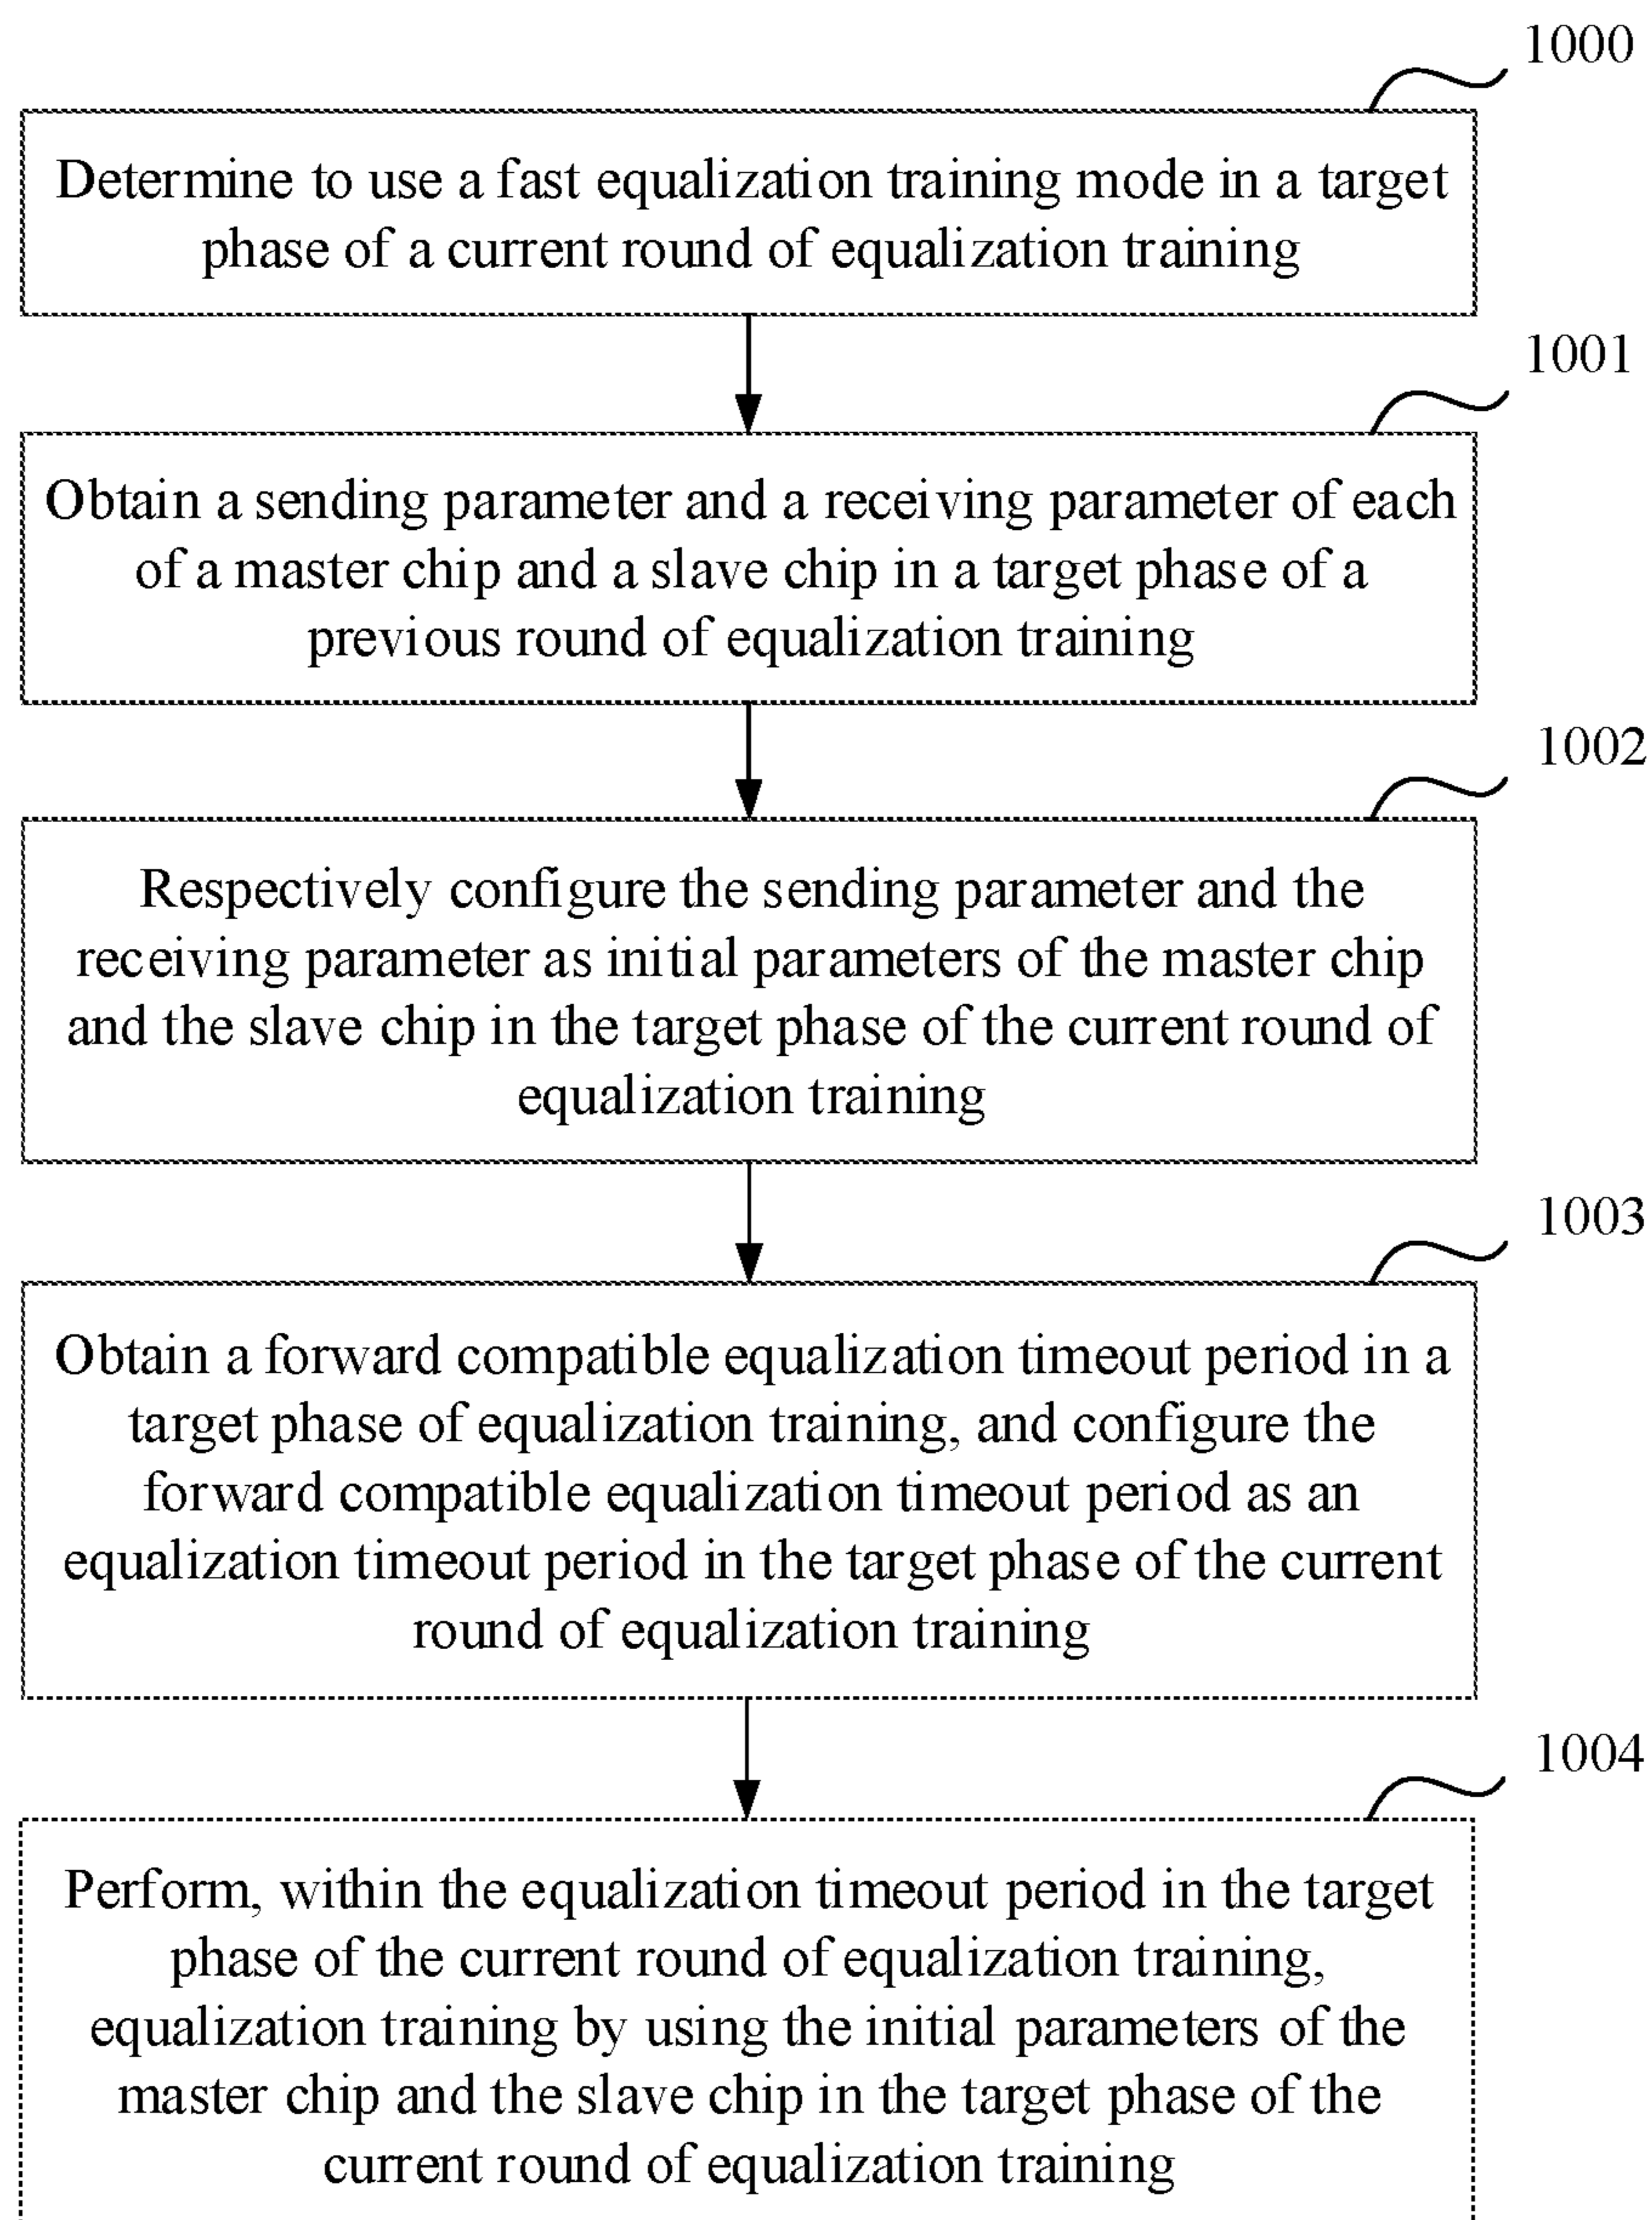 1000
Determine to use a fast equalization training mode in a target
phase of a current round of equalization training
1001
Obtain a sending parameter and a receiving parameter of each
of a master chip and a slave chip in a target phase of a
previous round of equalization training
1002
Respectively configure the sending parameter and the
receiving parameter as initial parameters of the master chip
and the slave chip in the target phase of the current round of
equalization training
1003
Obtain a forward compatible equalization timeout period in a
target phase of equalization training, and configure the
forward compatible equalization timeout period as an
equalization timeout period in the target phase of the current
round of equalization training
1004
Perform, within the equalization timeout period in the target
phase of the current round of equalization training,
equalization training by using the initial parameters of the
master chip and the slave chip in the target phase of the
current round of equalization training